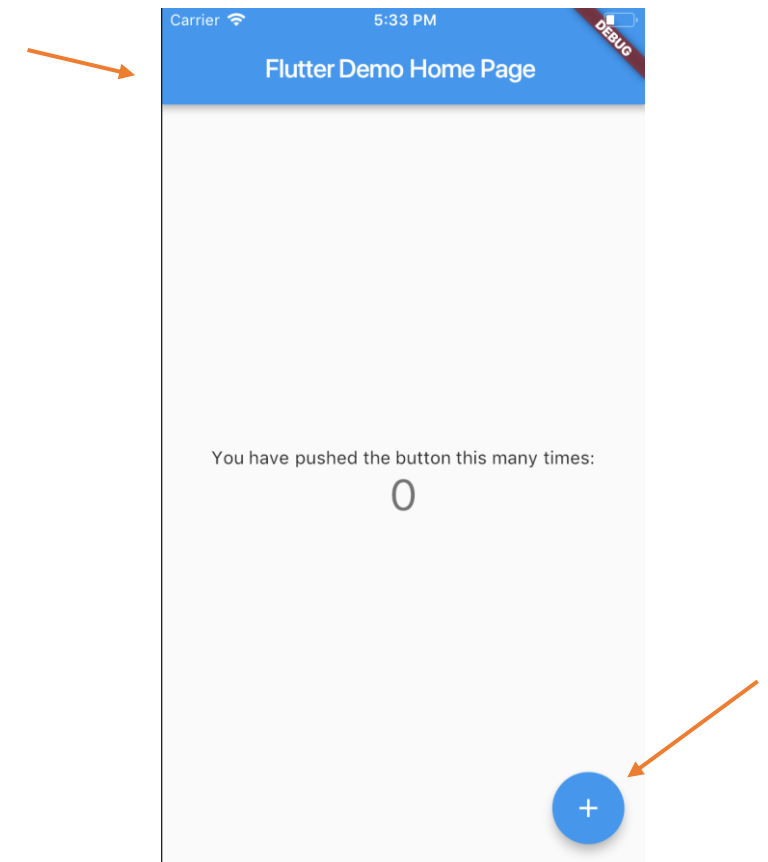 Carrier 5:33 PM
DEBUG
Flutter Demo Home Page
You have pushed the button this many times:
0
+